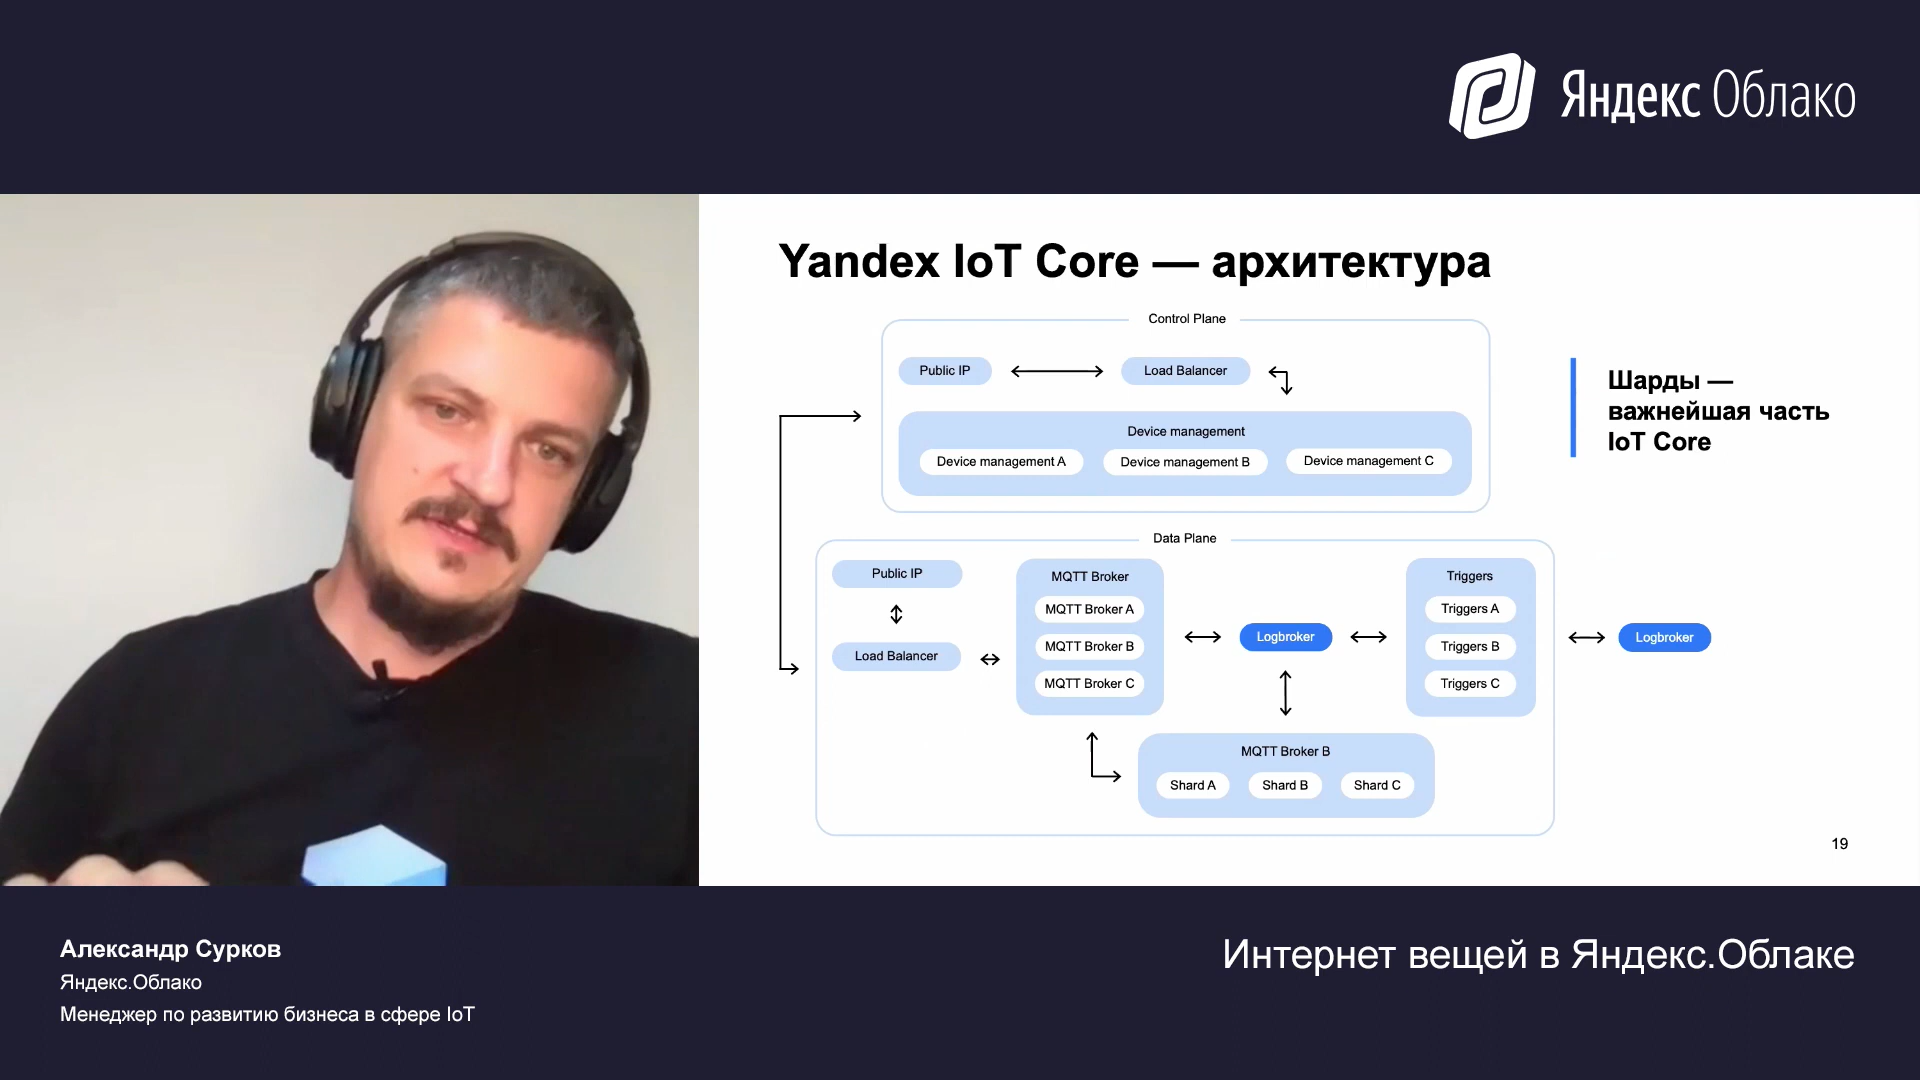 Яндекс Облако
Yandex IoT Core — архитектура
Control Plane
Public IP
Load Balancer
Device management
Device management A
Device management B
Device management C
Шарды —
важнейшая часть
IoT Core
Data Plane
Public IP
Load Balancer
MQTT Broker
MQTT Broker A
MQTT Broker B
MQTT Broker C
Logbroker
Triggers
Triggers A
Triggers B
Triggers C
Logbroker
MQTT Broker B
Shard A
Shard B
Shard C
19
Александр Сурков
Яндекс.Облако
Менеджер по развитию бизнеса в сфере IoT
Интернет вещей в Яндекс.Облаке